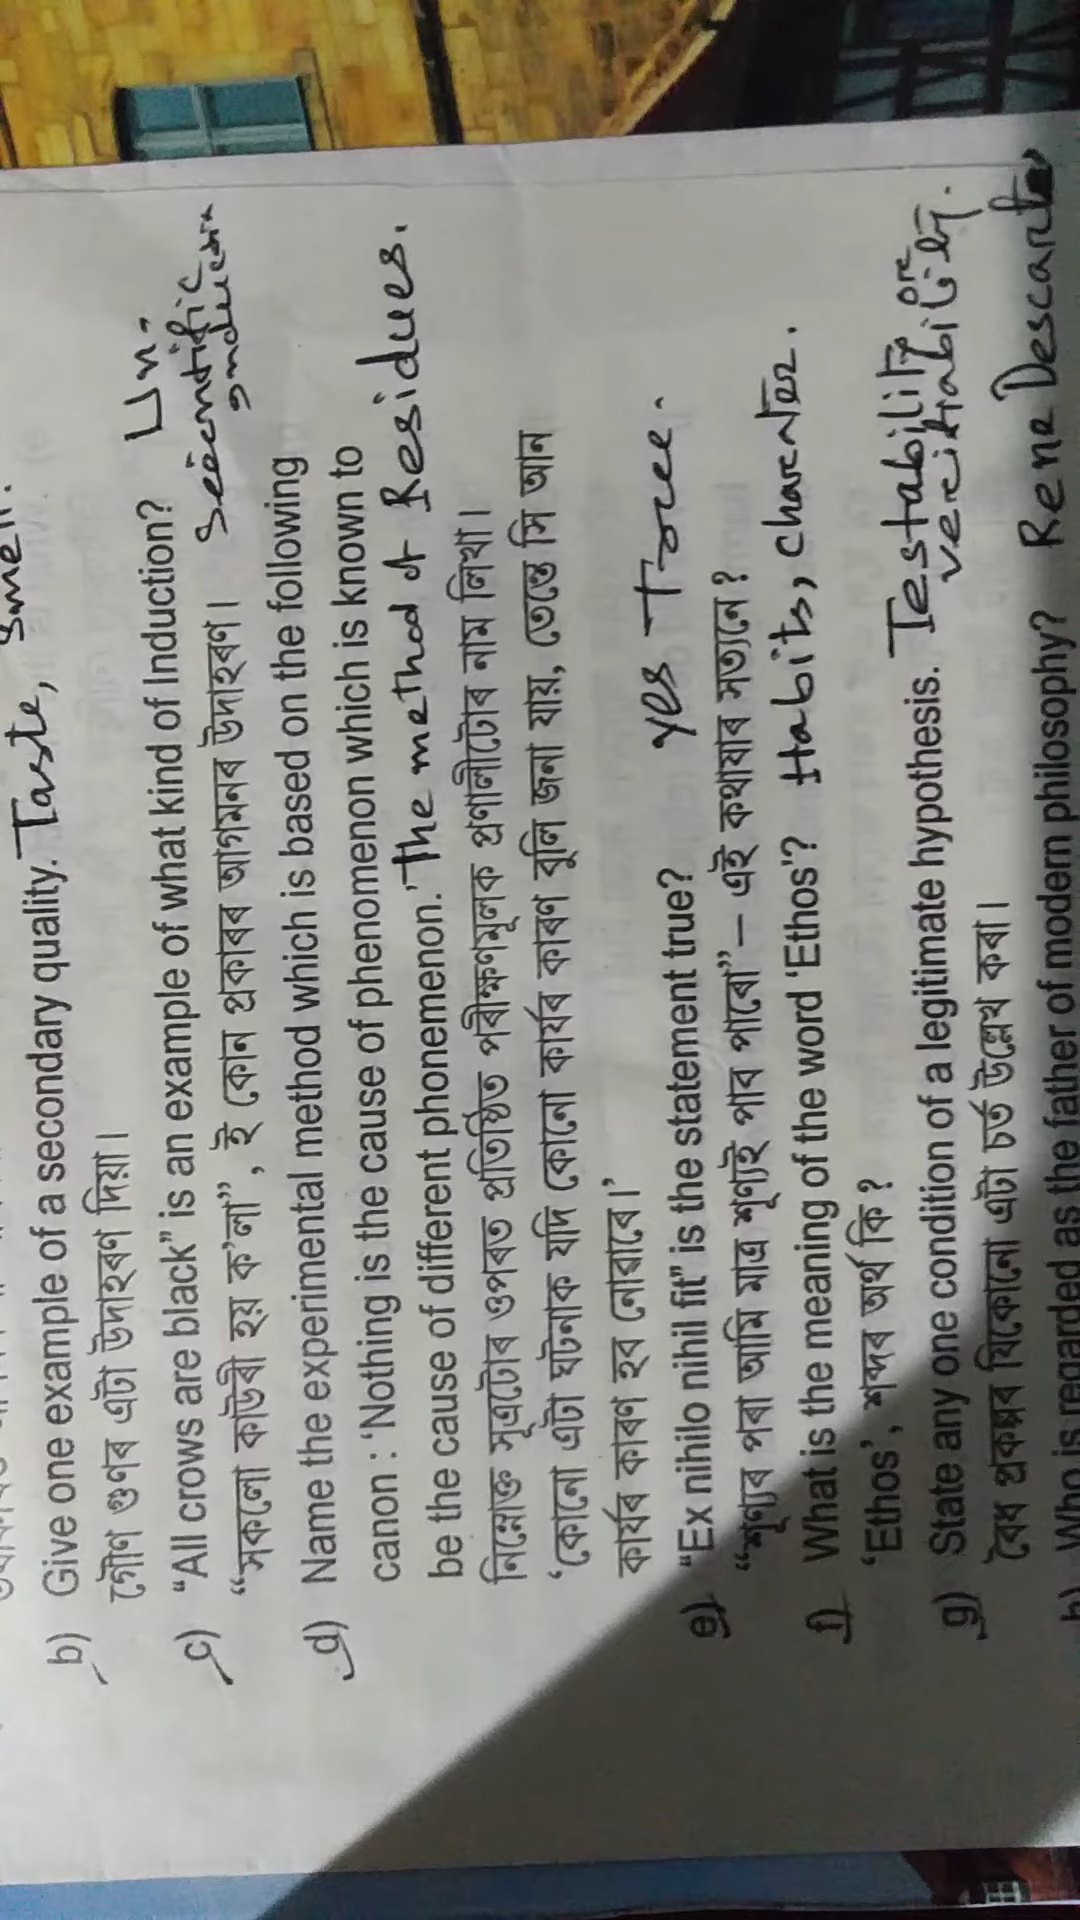 b) Give one example of a secondary quality. Taste, Smell.
গৌণ গুণৰ এটা উদাহৰণ দিয়া।
c) "All crows are black" is an example of what kind of Induction? Un-
"সকলো কাউৰী হয় ক'লা", ই কোন প্ৰকাৰৰ আগমনৰ উদাহৰণ।
d) Name the experimental method which is based on the following
canon : 'Nothing is the cause of phenomenon which is known to
be the cause of different phonemenon.' The method of Residues.
নিম্নোক্ত সূত্ৰটোৰ ওপৰত প্ৰতিষ্ঠিত পৰীক্ষণমূলক প্ৰণালীটোৰ নাম লিখা।
'কোনো এটা ঘটনাক যদি কোনো কাৰ্যৰ কাৰণ বুলি জনা যায়, তেন্তে সি আন
কাৰ্যৰ কাৰণ হব নোৱাৰে।'
e) "Ex nihilo nihil fit" is the statement true? yes
"শূণ্যৰ পৰা আমি মাত্ৰ শূণ্যই পাব পাৰো" – এই কথাষাৰ সত্যনে?
f) What is the meaning of the word 'Ethos'? Habits,
'Ethos', শব্দৰ অৰ্থ কি?
g) State any one condition of a legitimate hypothesis. Testability or
বৈধ প্ৰকল্পৰ যিকোনো এটা চৰ্ত উল্লেখ কৰা।
h) Who is regarded as the father of modern philosophy? Rene Descarte